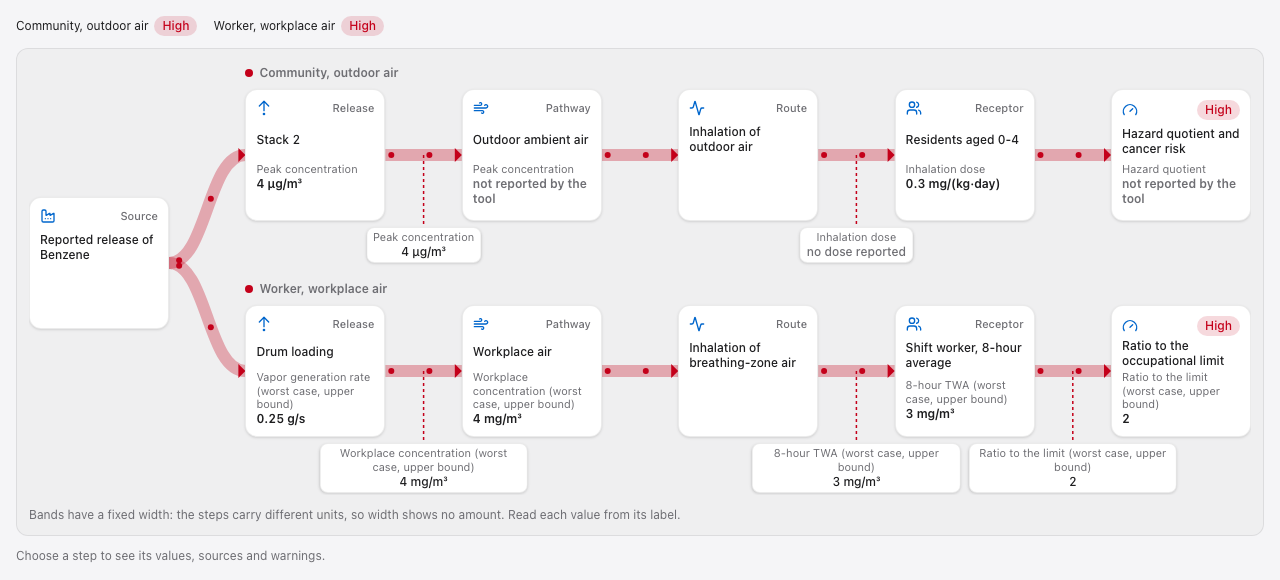 Community, outdoor air High Worker, workplace air High
Community, outdoor air
Release
Stack 2
Peak concentration
4 µg/m³
Pathway
Outdoor ambient air
Peak concentration
not reported by the
tool
Route
Inhalation of
outdoor air
Receptor
Residents aged 0-4
Inhalation dose
0.3 mg/(kg·day)
High
Hazard quotient and
cancer risk
Hazard quotient
not reported by the
tool
Source
Reported release of
Benzene
Peak concentration
4 µg/m³
Inhalation dose
no dose reported
Worker, workplace air
Release
Drum loading
Vapor generation rate
(worst case, upper
bound)
0.25 g/s
Pathway
Workplace air
Workplace
concentration (worst
case, upper bound)
4 mg/m³
Route
Inhalation of
breathing-zone air
Receptor
Shift worker, 8-hour
average
8-hour TWA (worst
case, upper bound)
3 mg/m³
High
Ratio to the
occupational limit
Ratio to the limit
(worst case, upper
bound)
2
Workplace concentration (worst
case, upper bound)
4 mg/m³
8-hour TWA (worst case, upper
bound)
3 mg/m³
Ratio to the limit (worst case, upper
bound)
2
Bands have a fixed width: the steps carry different units, so width shows no amount. Read each value from its label.
Choose a step to see its values, sources and warnings.